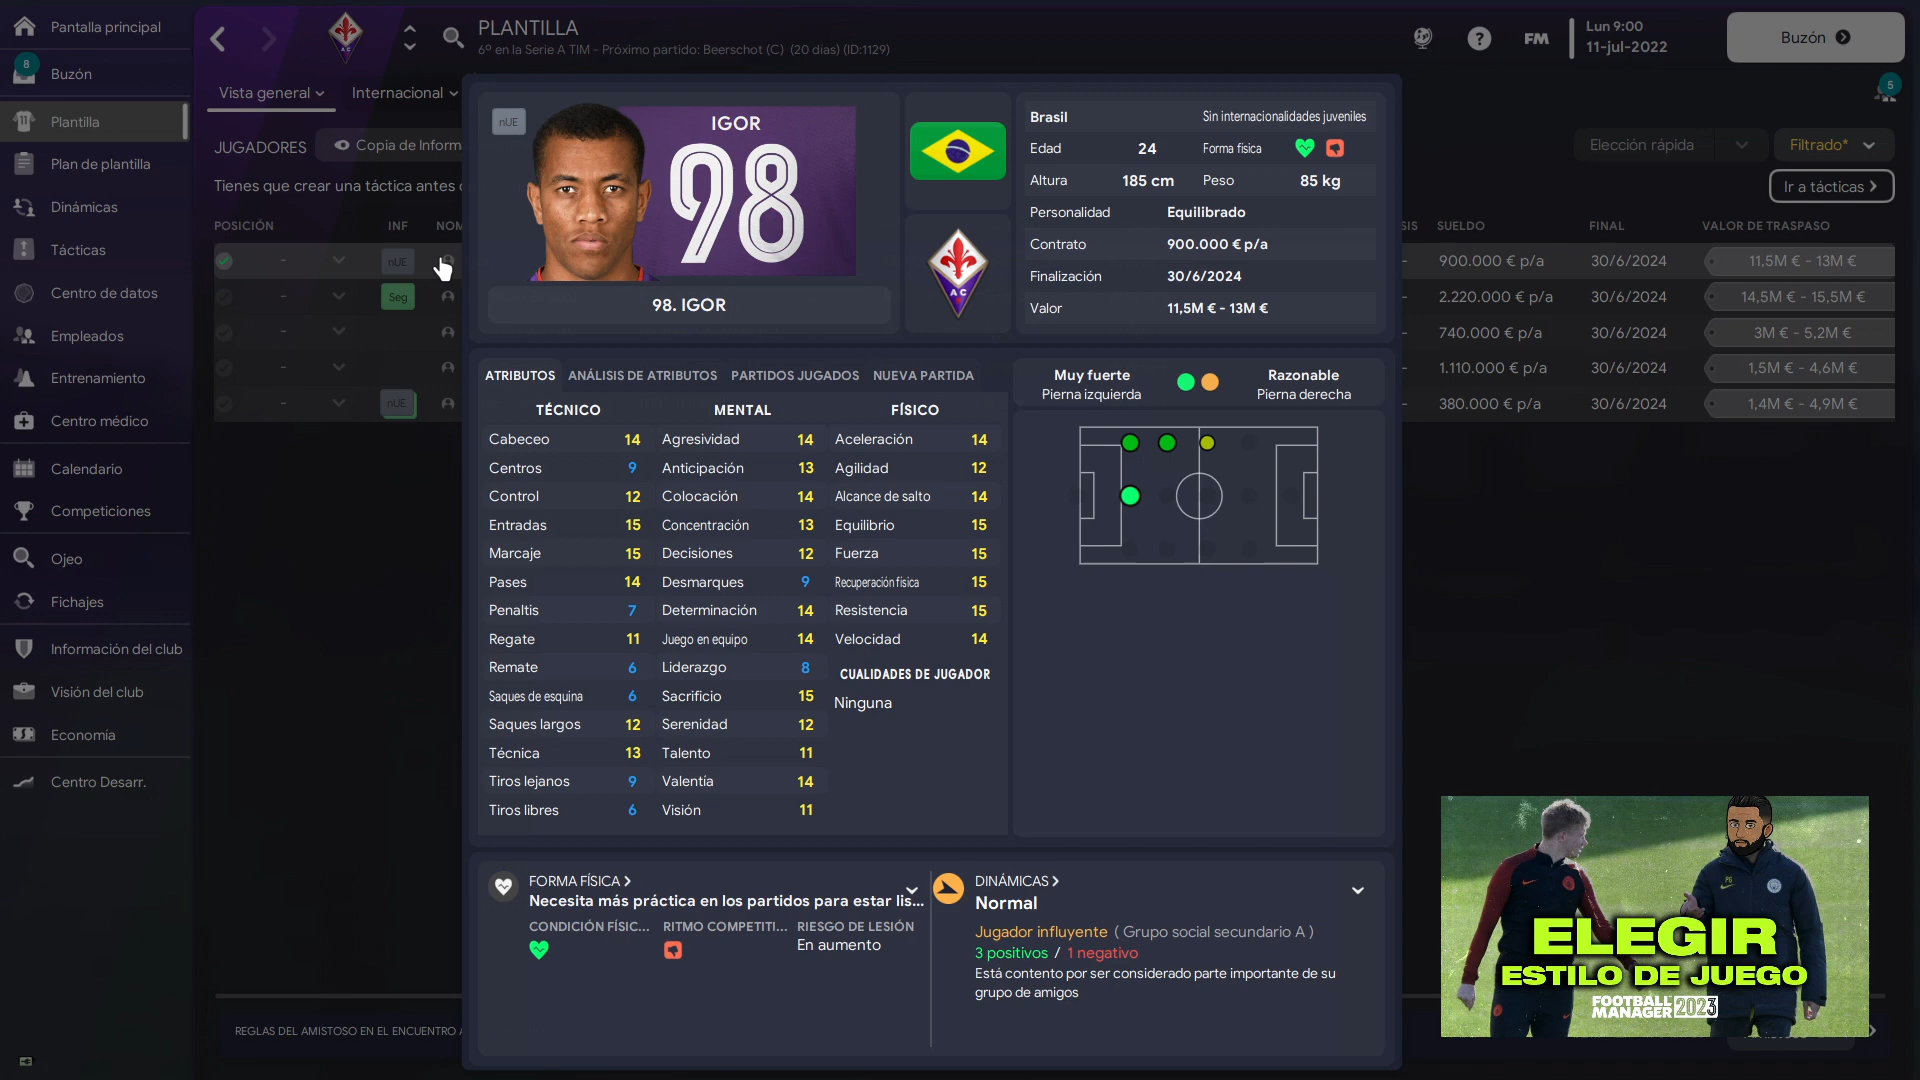 Pantalla principal
8
Buzón
Plantilla
Plan de plantilla
Dinámicas
Tácticas
Centro de datos
Empleados
Entrenamiento
Centro médico
Calendario
Competiciones
Ojeo
Fichajes
Información del club
Visión del club
Economía
Centro Desarr.
PLANTILLA
6º en la Serie A TIM - Próximo partido: Beerschot (C) (20 días) (ID:1129)
FM
Lun 9:00
11-jul-2022
Buzón
5
Vista general
Internacional
JUGADORES
Copia de Inform
Elección rápida
Filtrado*
Tienes que crear una táctica antes
Ir a tácticas
POSICIÓN INF NOM
SIS SUELDO FINAL VALOR DE TRASPASO
- nUE
- 900.000 € p/a 30/6/2024 11,5M € - 13M €
- Seg
- 2.220.000 € p/a 30/6/2024 14,5M € - 15,5M €
-
- 740.000 € p/a 30/6/2024 3M € - 5,2M €
-
- 1.110.000 € p/a 30/6/2024 1,5M € - 4,6M €
- nUE
- 380.000 € p/a 30/6/2024 1,4M € - 4,9M €
nUE
IGOR
98
98. IGOR
AC
Brasil Sin internacionalidades juveniles
Edad 24 Forma física
Altura 185 cm Peso 85 kg
Personalidad Equilibrado
Contrato 900.000 € p/a
Finalización 30/6/2024
Valor 11,5M € - 13M €
ATRIBUTOS ANÁLISIS DE ATRIBUTOS PARTIDOS JUGADOS NUEVA PARTIDA
Muy fuerte
Pierna izquierda
Razonable
Pierna derecha
TÉCNICO MENTAL FÍSICO
Cabeceo 14 Agresividad 14 Aceleración 14
Centros 9 Anticipación 13 Agilidad 12
Control 12 Colocación 14 Alcance de salto 14
Entradas 15 Concentración 13 Equilibrio 15
Marcaje 15 Decisiones 12 Fuerza 15
Pases 14 Desmarques 9 Recuperación física 15
Penaltis 7 Determinación 14 Resistencia 15
Regate 11 Juego en equipo 14 Velocidad 14
Remate 6 Liderazgo 8 CUALIDADES DE JUGADOR
Saques de esquina 6 Sacrificio 15 Ninguna
Saques largos 12 Serenidad 12
Técnica 13 Talento 11
Tiros lejanos 9 Valentía 14
Tiros libres 6 Visión 11
FORMA FÍSICA
Necesita más práctica en los partidos para estar lis...
CONDICIÓN FÍSIC... RITMO COMPETITI... RIESGO DE LESIÓN
En aumento
DINÁMICAS
Normal
Jugador influyente ( Grupo social secundario A )
3 positivos / 1 negativo
Está contento por ser considerado parte importante de su
grupo de amigos
REGLAS DEL AMISTOSO EN EL ENCUENTRO
PG
ELEGIR
ESTILO DE JUEGO
FOOTBALL
MANAGER 2023